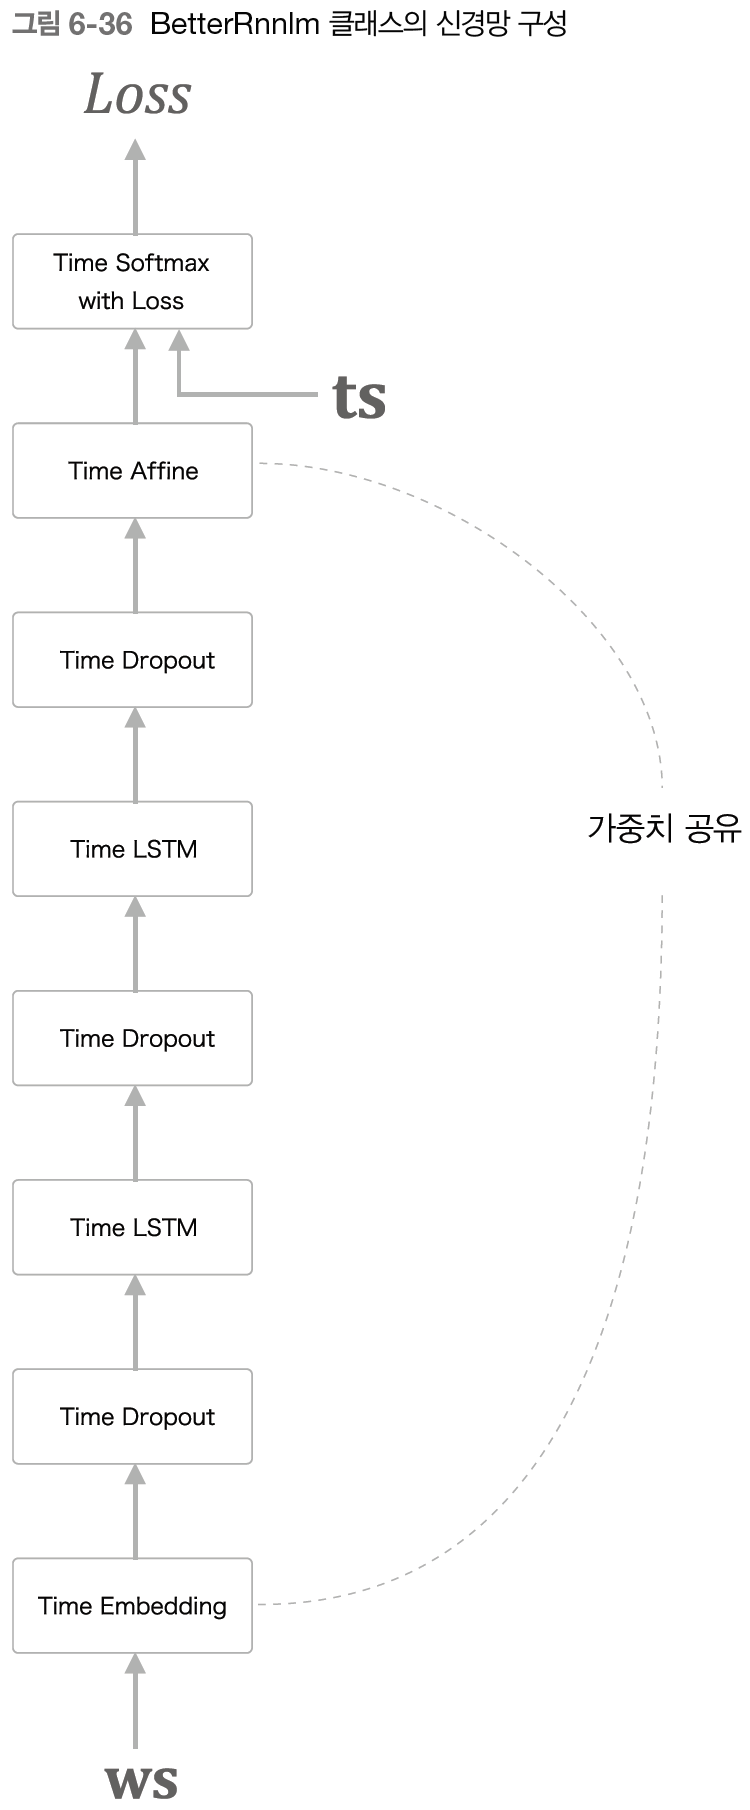 그림 6-36 BetterRnnlm 클래스의 신경망 구성
Loss
Time Softmax
with Loss
ts
Time Affine
Time Dropout
Time LSTM
가중치 공유
Time Dropout
Time LSTM
Time Dropout
Time Embedding
ws